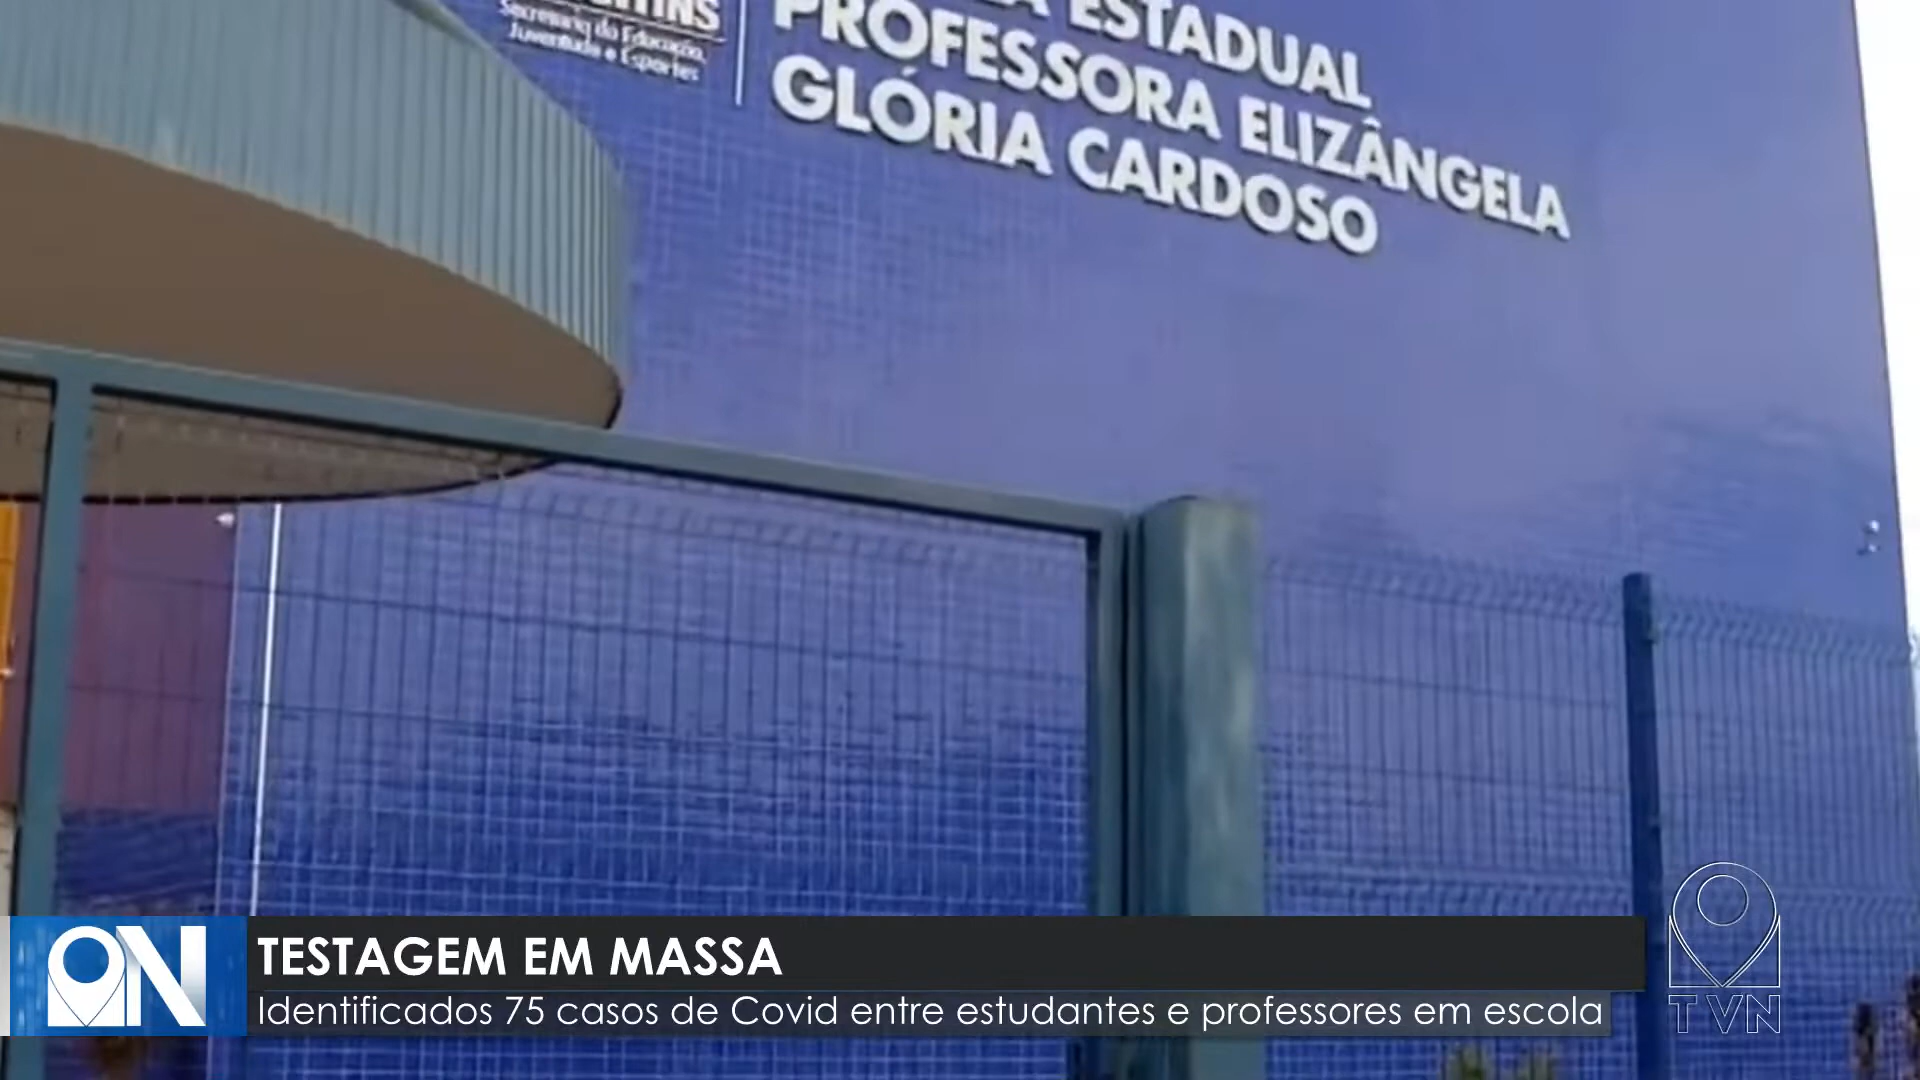 Secretaria da Educação,
Juventude e Esportes
ESTADUAL
PROFESSORA ELIZÂNGELA
GLÓRIA CARDOSO
ON
TESTAGEM EM MASSA
Identificados 75 casos de Covid entre estudantes e professores em escola
TVN